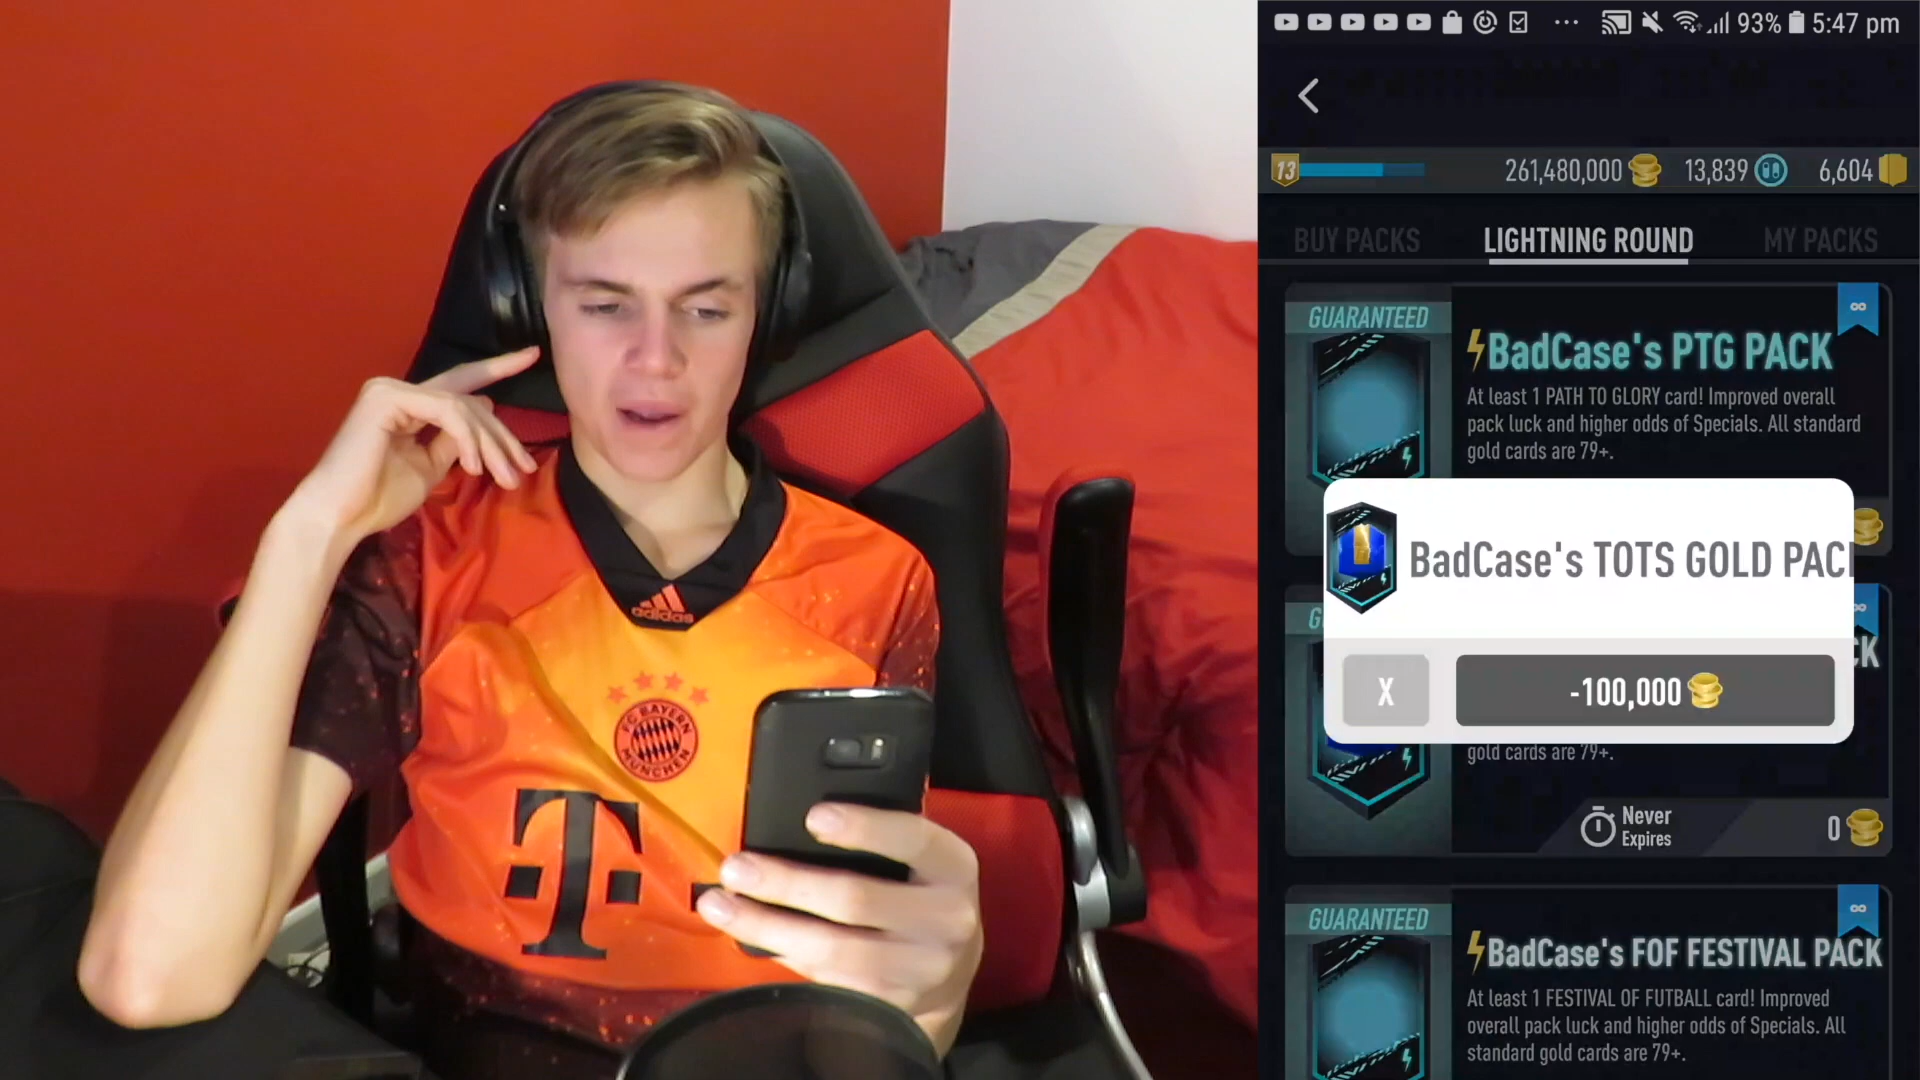 93% 5:47 pm
13
261,480,000
13,839
6,604
BUY PACKS
LIGHTNING ROUND
MY PACKS
GUARANTEED
BadCase's PTG PACK
At least 1 PATH TO GLORY card! Improved overall
pack luck and higher odds of Specials. All standard
gold cards are 79+.
BadCase's TOTS GOLD PAC
G
CK
X
-100,000
gold cards are 79+.
Never
Expires
0
GUARANTEED
BadCase's FOF FESTIVAL PACK
At least 1 FESTIVAL OF FUTBALL card! Improved
overall pack luck and higher odds of Specials. All
standard gold cards are 79+.
adidas
FC BAYERN
MÜNCHEN
T